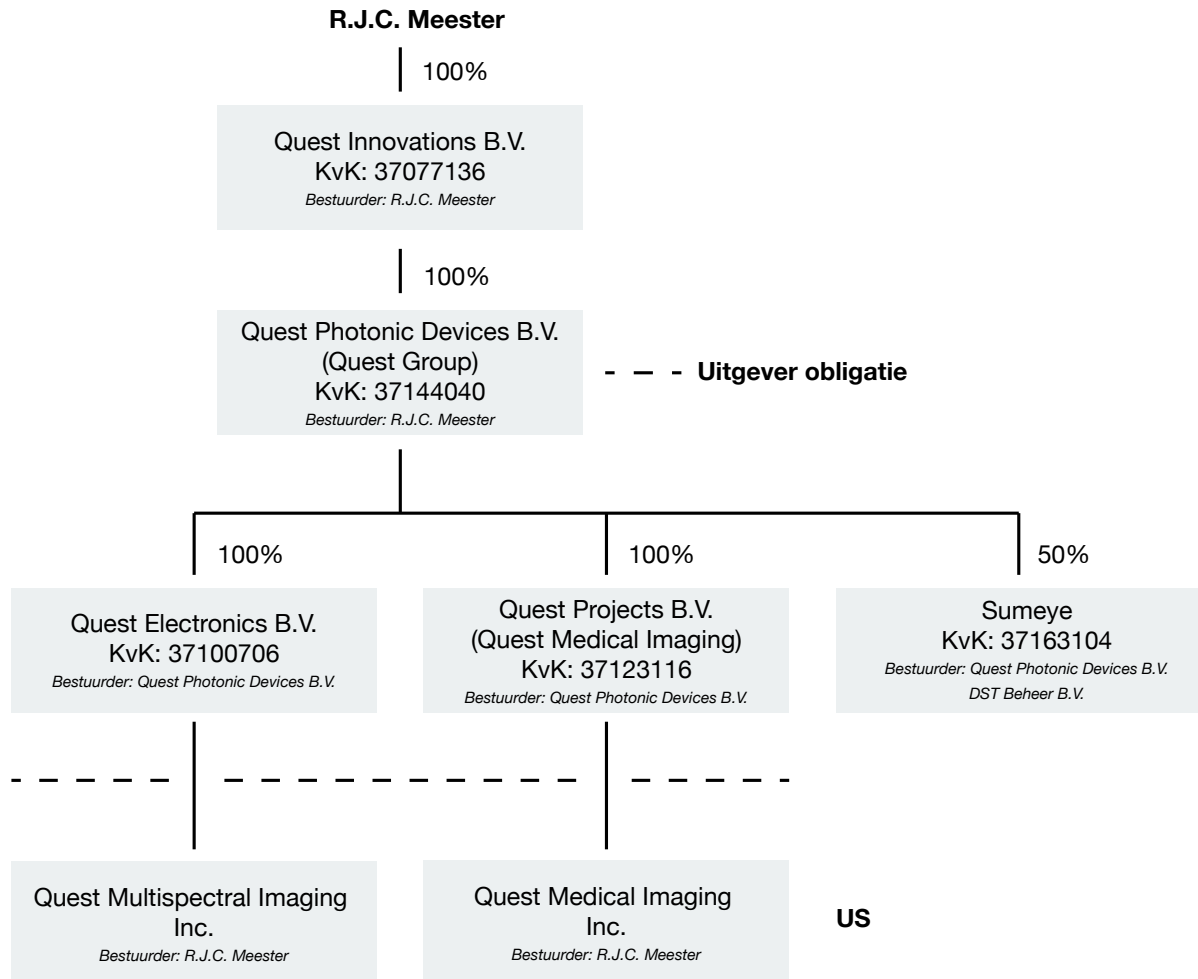 R.J.C. Meester
100%
Quest Innovations B.V.
KvK: 37077136
Bestuurder: R.J.C. Meester
100%
Quest Photonic Devices B.V.
(Quest Group)
KvK: 37144040
Bestuurder: R.J.C. Meester
Uitgever obligatie
100%
100%
50%
Quest Electronics B.V.
KvK: 37100706
Bestuurder: Quest Photonic Devices B.V.
Quest Projects B.V.
(Quest Medical Imaging)
KvK: 37123116
Bestuurder: Quest Photonic Devices B.V.
Sumeye
KvK: 37163104
Bestuurder: Quest Photonic Devices B.V.
DST Beheer B.V.
Quest Multispectral Imaging
Inc.
Bestuurder: R.J.C. Meester
Quest Medical Imaging
Inc.
Bestuurder: R.J.C. Meester
US